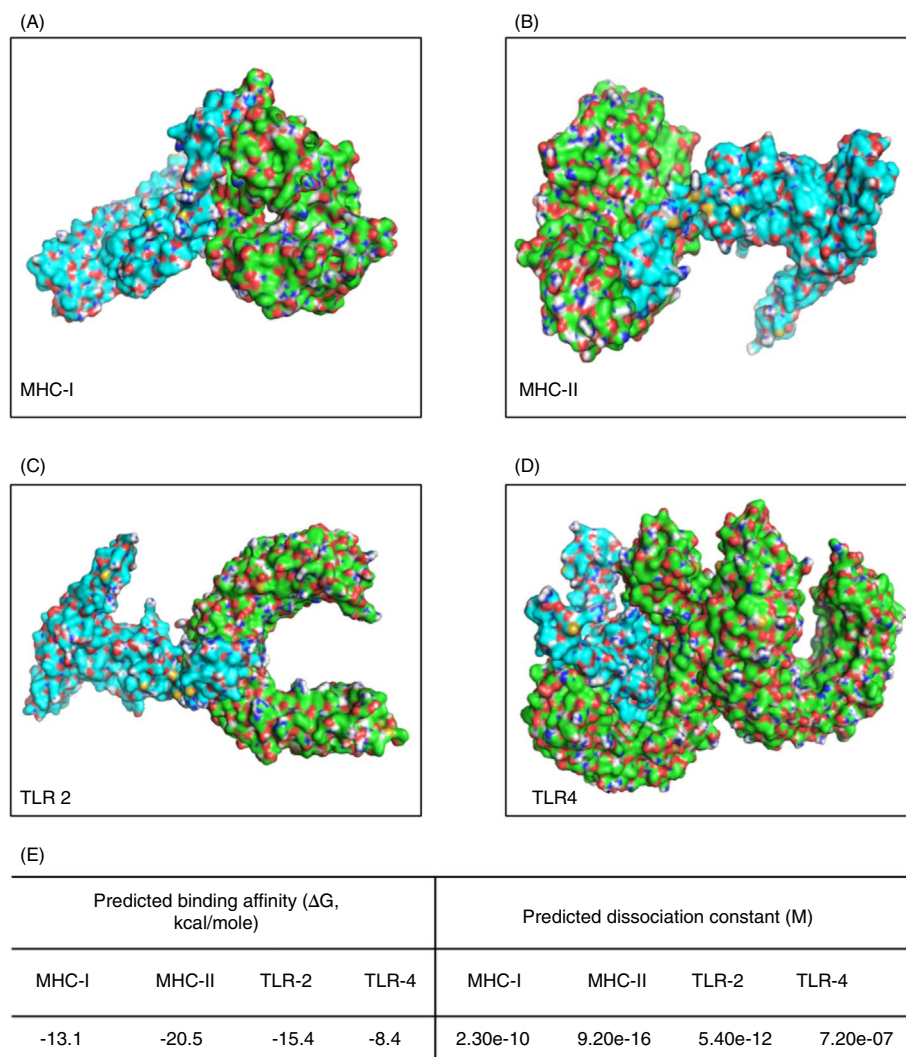 (A)
(B)
MHC-I
MHC-II
(C)
(D)
TLR 2
TLR4
(E)
Predicted binding affinity (ΔG,
kcal/mole)
Predicted dissociation constant (M)
MHC-I MHC-II TLR-2 TLR-4 MHC-I MHC-II TLR-2 TLR-4
-13.1 -20.5 -15.4 -8.4 2.30e-10 9.20e-16 5.40e-12 7.20e-07